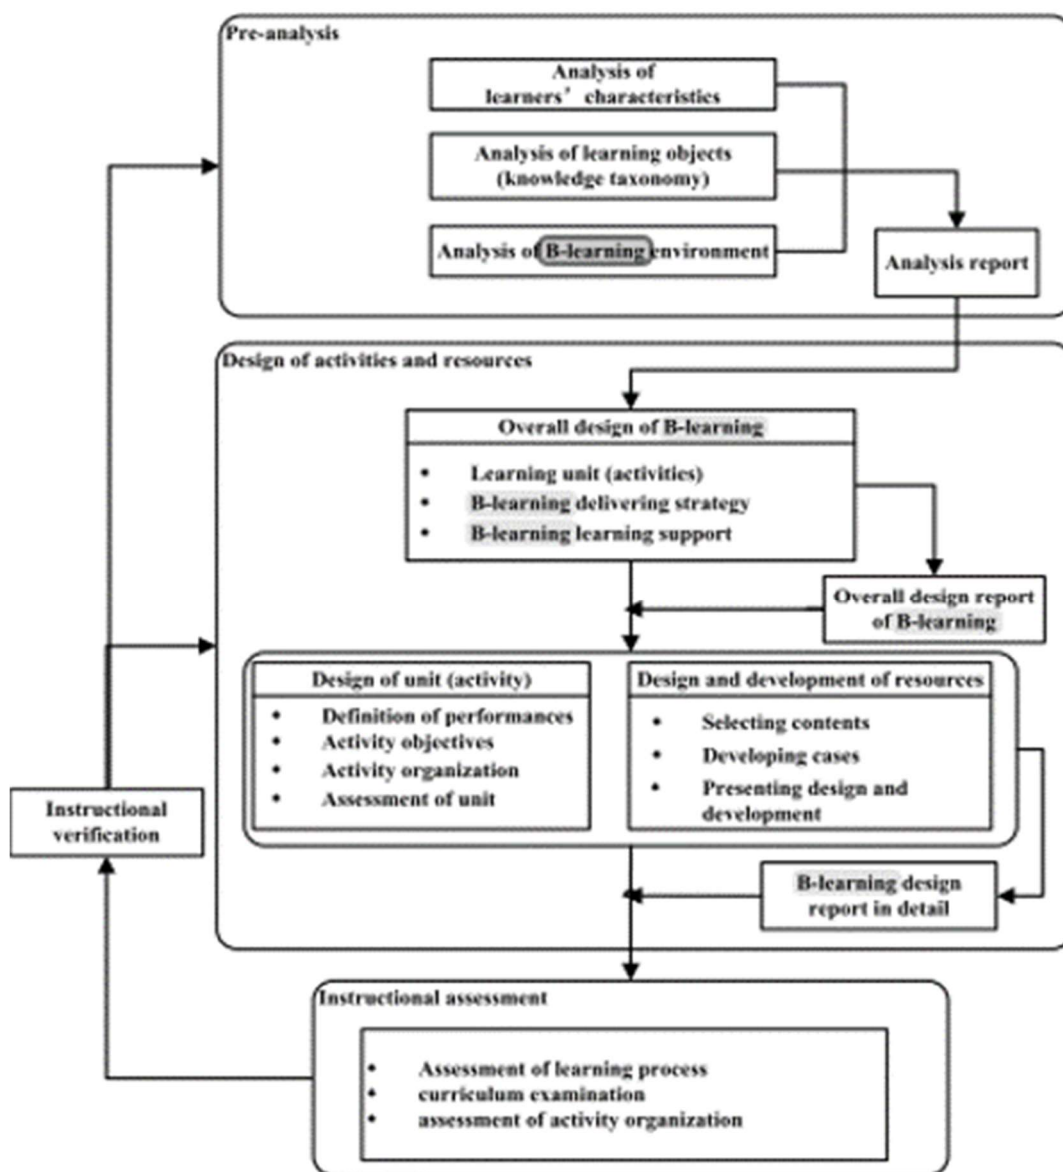 Pre-analysis
Analysis of
learners' characteristics
Analysis of learning objects
(knowledge taxonomy)
Analysis of B-learning environment
Analysis report
Design of activities and resources
Overall design of B-learning
• Learning unit (activities)
• B-learning delivering strategy
• B-learning learning support
Overall design report
of B-learning
Design of unit (activity)
• Definition of performances
• Activity objectives
• Activity organization
• Assessment of unit
Design and development of resources
• Selecting contents
• Developing cases
• Presenting design and
development
Instructional
verification
B-learning design
report in detail
Instructional assessment
• Assessment of learning process
• curriculum examination
• assessment of activity organization